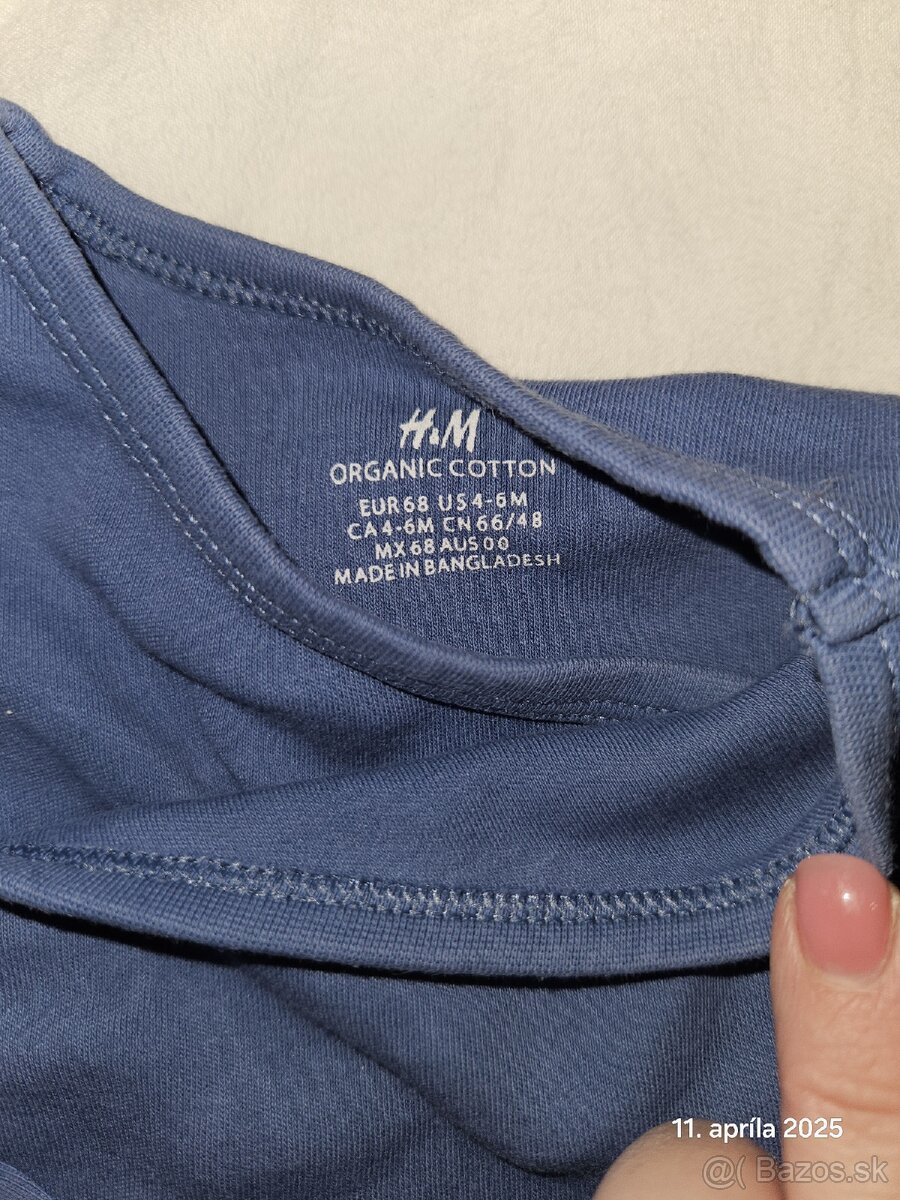 H&M
ORGANIC COTTON
EUR 68 US 4-6M
CA 4-6M CN 66/48
MX 68 AUS 00
MADE IN BANGLADESH
11. apríla 2025
@( Bazos.sk